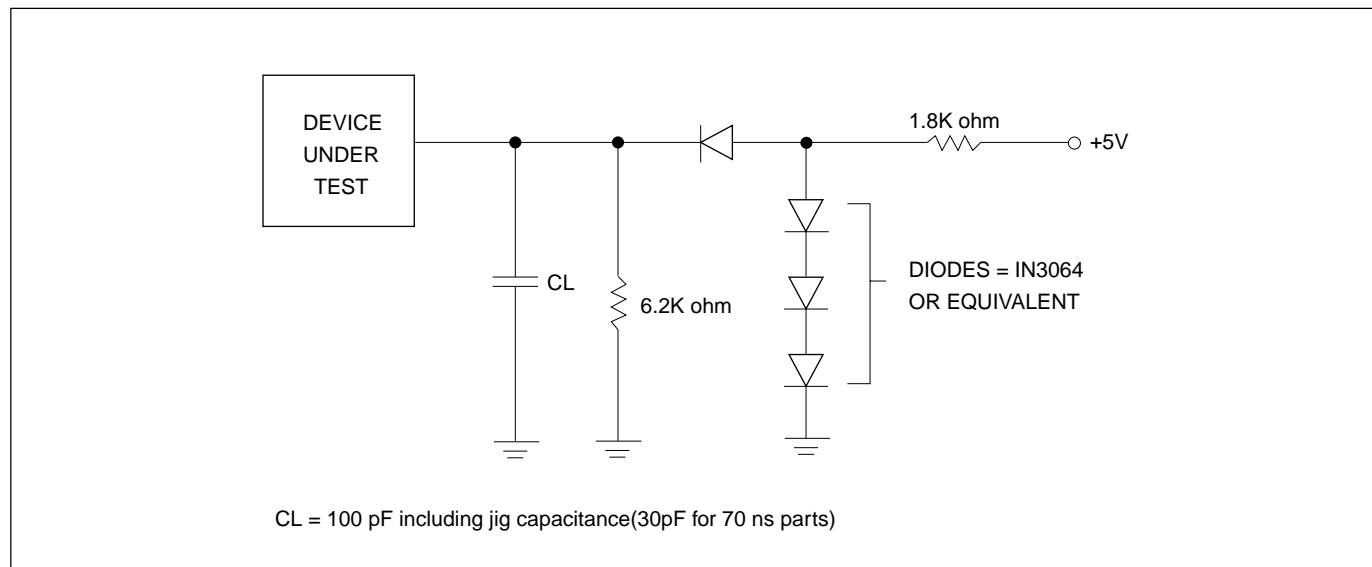 DEVICE
UNDER
TEST
1.8K ohm
+5V
CL
6.2K ohm
DIODES = IN3064
OR EQUIVALENT
CL = 100 pF including jig capacitance(30pF for 70 ns parts)